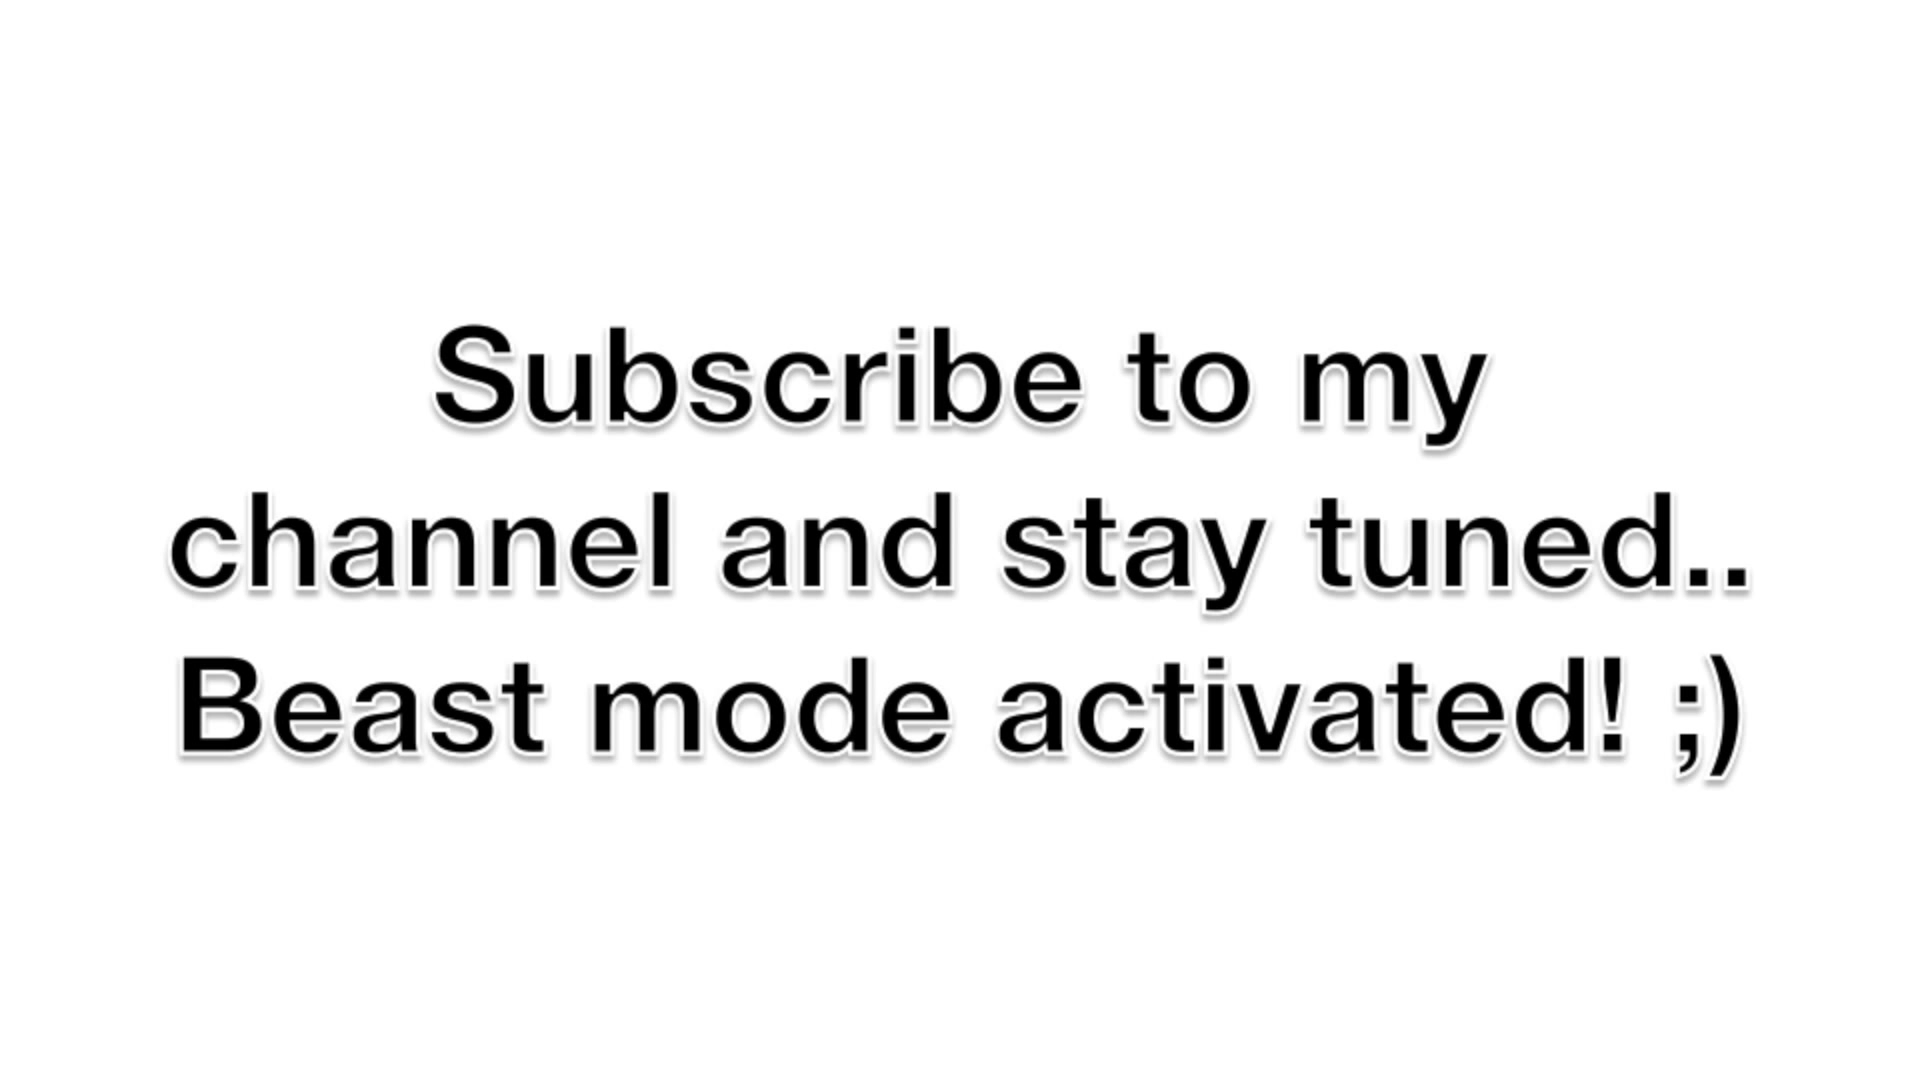 Subscribe to my
channel and stay tuned..
Beast mode activated! ;)